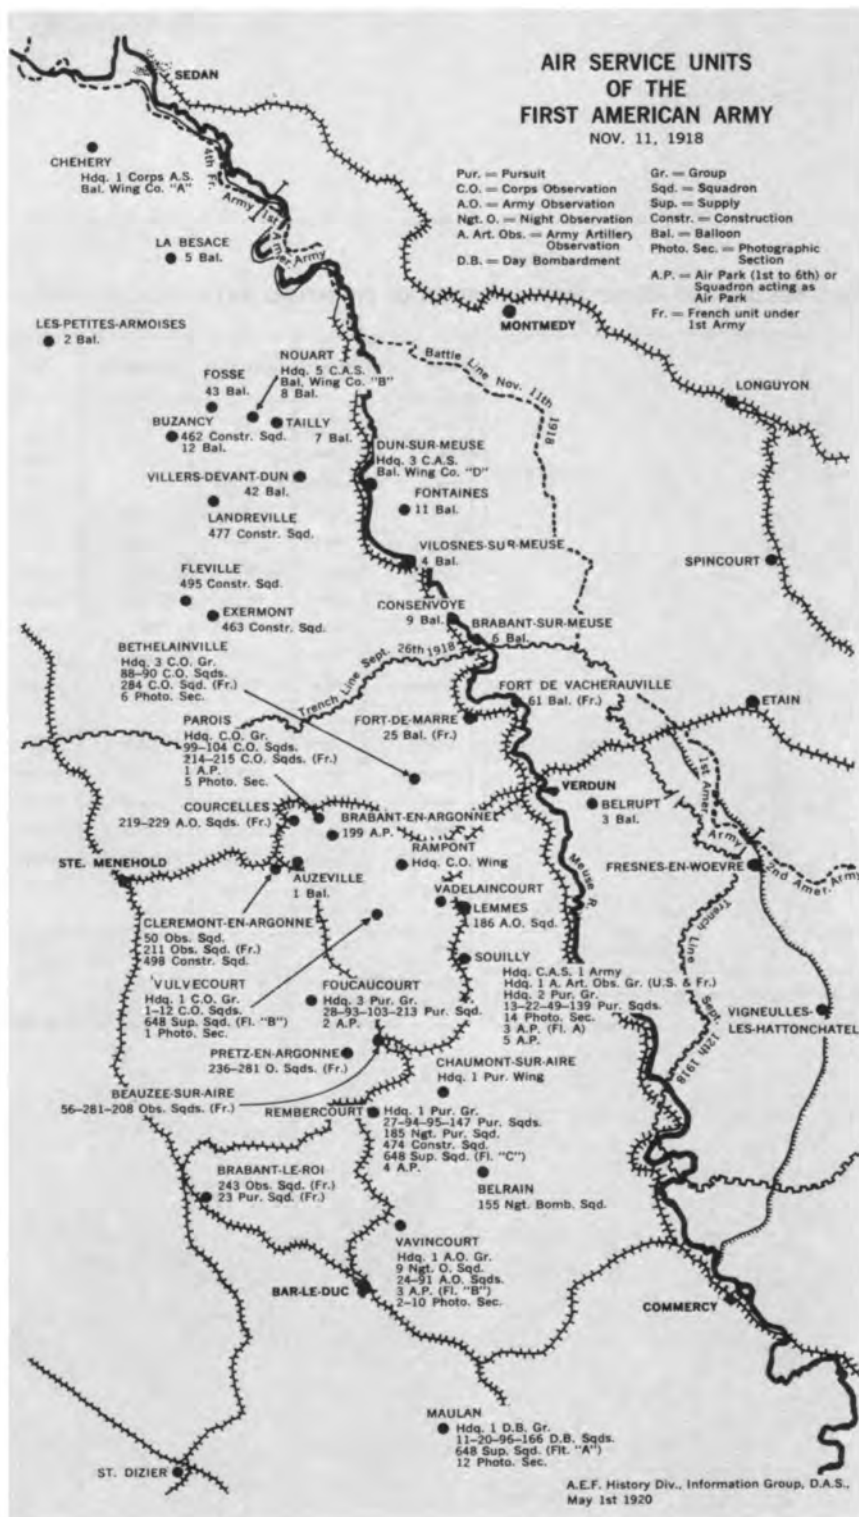 AIR SERVICE UNITS
OF THE
FIRST AMERICAN ARMY
NOV. 11, 1918
Pur. = Pursuit
C.O. = Corps Observation
A.O. = Army Observation
Ngt. O. = Night Observation
A. Art. Obs. = Army Artillery
Observation
D.B. = Day Bombardment
Gr. = Group
Sqd. = Squadron
Sup. = Supply
Constr. = Construction
Bal. = Balloon
Photo. Sec. = Photographic
Section
A.P. = Air Park (1st to 6th) or
Squadron acting as
Air Park
Fr. = French unit under
1st Army
SEDAN
CHEHERY
Hdq. 1 Corps A.S.
Bal. Wing Co. "A"
4th Fr. Army
1st Amer. Army
LA BESACE
5 Bal.
MONTMEDY
LES-PETITES-ARMOISES
2 Bal.
Battle Line Nov. 11th 1918
LONGUYON
NOUART
Hdq. 5 C.A.S.
Bal. Wing Co. "B"
8 Bal.
FOSSE
43 Bal.
BUZANCY
462 Constr. Sqd.
12 Bal.
TAILLY
7 Bal.
DUN-SUR-MEUSE
Hdq. 3 C.A.S.
Bal. Wing Co. "D"
VILLERS-DEVANT-DUN
42 Bal.
FONTAINES
11 Bal.
LANDREVILLE
477 Constr. Sqd.
VILOSNES-SUR-MEUSE
4 Bal.
SPINCOURT
FLEVILLE
495 Constr. Sqd.
EXERMONT
463 Constr. Sqd.
CONSENVOYE
9 Bal.
BRABANT-SUR-MEUSE
6 Bal.
BETHELAINVILLE
Hdq. 3 C.O. Gr.
88–90 C.O. Sqds.
284 C.O. Sqd. (Fr.)
6 Photo. Sec.
Trench Line Sept. 26th 1918
FORT DE VACHERAUVILLE
61 Bal. (Fr.)
ETAIN
FORT-DE-MARRE
25 Bal. (Fr.)
PAROIS
Hdq. C.O. Gr.
99–104 C.O. Sqds.
214–215 C.O. Sqds. (Fr.)
1 A.P.
5 Photo. Sec.
VERDUN
BELRUPT
3 Bal.
1st Amer. Army
2nd Amer. Army
COURCELLES
219–229 A.O. Sqds. (Fr.)
BRABANT-EN-ARGONNE
199 A.P.
RAMPONT
Hdq. C.O. Wing
FRESNES-EN-WOEVRE
STE. MENEHOLD
AUZEVILLE
1 Bal.
Meuse R.
VADELAINCOURT
LEMMES
186 A.O. Sqd.
CLEREMONT-EN-ARGONNE
50 Obs. Sqd.
211 Obs. Sqd. (Fr.)
498 Constr. Sqd.
Trench Line Sept. 12th 1918
SOUILLY
Hdq. C.A.S. 1 Army
Hdq. 1 A. Art. Obs. Gr. (U.S. & Fr.)
Hdq. 2 Pur. Gr.
13–22–49–139 Pur. Sqds.
14 Photo. Sec.
3 A.P. (Fl. A)
5 A.P.
VULVECOURT
Hdq. 1 C.O. Gr.
1–12 C.O. Sqds.
648 Sup. Sqd. (Fl. "B")
1 Photo. Sec.
FOUCAUCOURT
Hdq. 3 Pur. Gr.
28–93–103–213 Pur. Sqd.
2 A.P.
VIGNEULLES-
LES-HATTONCHATEL
PRETZ-EN-ARGONNE
236–281 O. Sqds. (Fr.)
CHAUMONT-SUR-AIRE
Hdq. 1 Pur. Wing
BEAUZEE-SUR-AIRE
56–281–208 Obs. Sqds. (Fr.)
REMBERCOURT
Hdq. 1 Pur. Gr.
27–94–95–147 Pur. Sqds.
185 Ngt. Pur. Sqd.
474 Constr. Sqd.
648 Sup. Sqd. (Fl. "C")
4 A.P.
BRABANT-LE-ROI
243 Obs. Sqd. (Fr.)
23 Pur. Sqd. (Fr.)
BELRAIN
155 Ngt. Bomb. Sqd.
VAVINCOURT
Hdq. 1 A.O. Gr.
9 Ngt. O. Sqd.
24–91 A.O. Sqds.
3 A.P. (Fl. "B")
2–10 Photo. Sec.
BAR-LE-DUC
COMMERCY
MAULAN
Hdq. 1 D.B. Gr.
11–20–96–166 D.B. Sqds.
648 Sup. Sqd. (Flt. "A")
12 Photo. Sec.
ST. DIZIER
A.E.F. History Div., Information Group, D.A.S.,
May 1st 1920